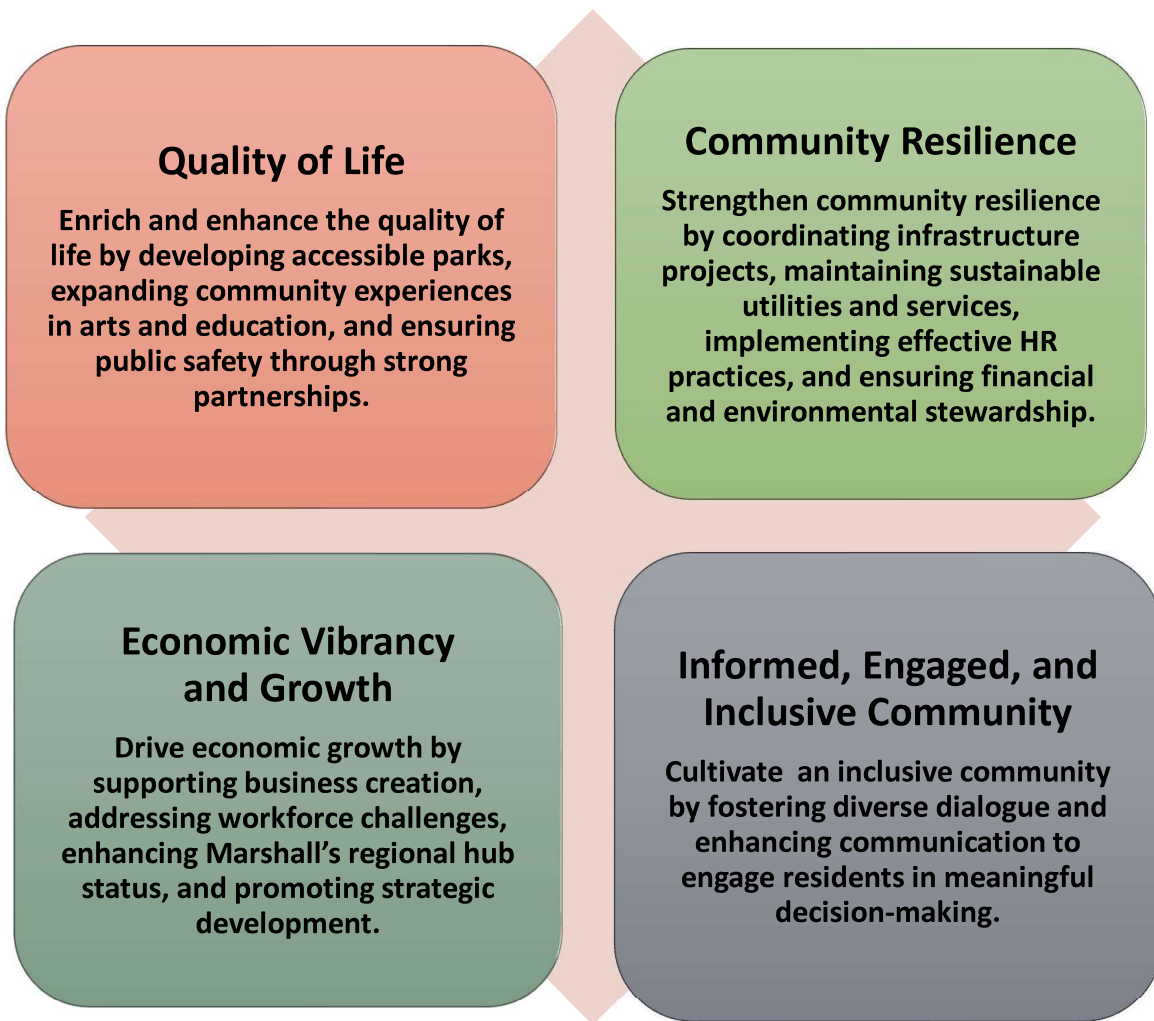 Quality of Life
Enrich and enhance the quality of
life by developing accessible parks,
expanding community experiences
in arts and education, and ensuring
public safety through strong
partnerships.
Community Resilience
Strengthen community resilience
by coordinating infrastructure
projects, maintaining sustainable
utilities and services,
implementing effective HR
practices, and ensuring financial
and environmental stewardship.
Economic Vibrancy
and Growth
Drive economic growth by
supporting business creation,
addressing workforce challenges,
enhancing Marshall’s regional hub
status, and promoting strategic
development.
Informed, Engaged, and
Inclusive Community
Cultivate  an inclusive community
by fostering diverse dialogue and
enhancing communication to
engage residents in meaningful
decision-making.